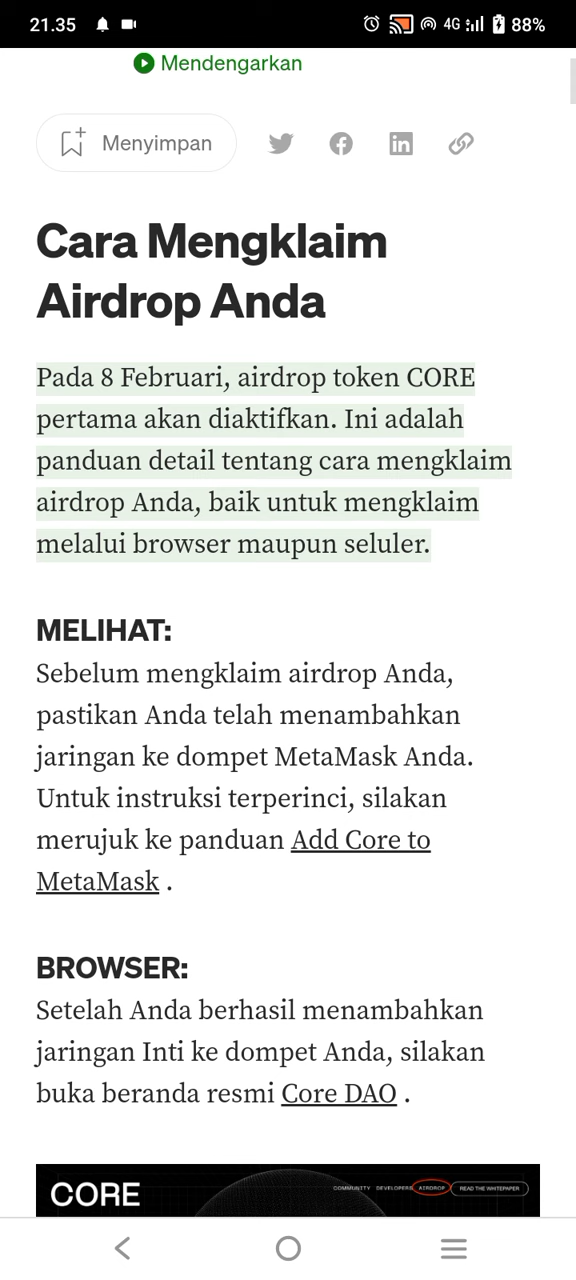 21.35
4G
88%
Mendengarkan
Menyimpan
Cara Mengklaim
Airdrop Anda
Pada 8 Februari, airdrop token CORE
pertama akan diaktifkan. Ini adalah
panduan detail tentang cara mengklaim
airdrop Anda, baik untuk mengklaim
melalui browser maupun seluler.
MELIHAT:
Sebelum mengklaim airdrop Anda,
pastikan Anda telah menambahkan
jaringan ke dompet MetaMask Anda.
Untuk instruksi terperinci, silakan
merujuk ke panduan Add Core to
MetaMask .
BROWSER:
Setelah Anda berhasil menambahkan
jaringan Inti ke dompet Anda, silakan
buka beranda resmi Core DAO .
CORE
COMMUNITY DEVELOPERS AIRDROP READ THE WHITEPAPER